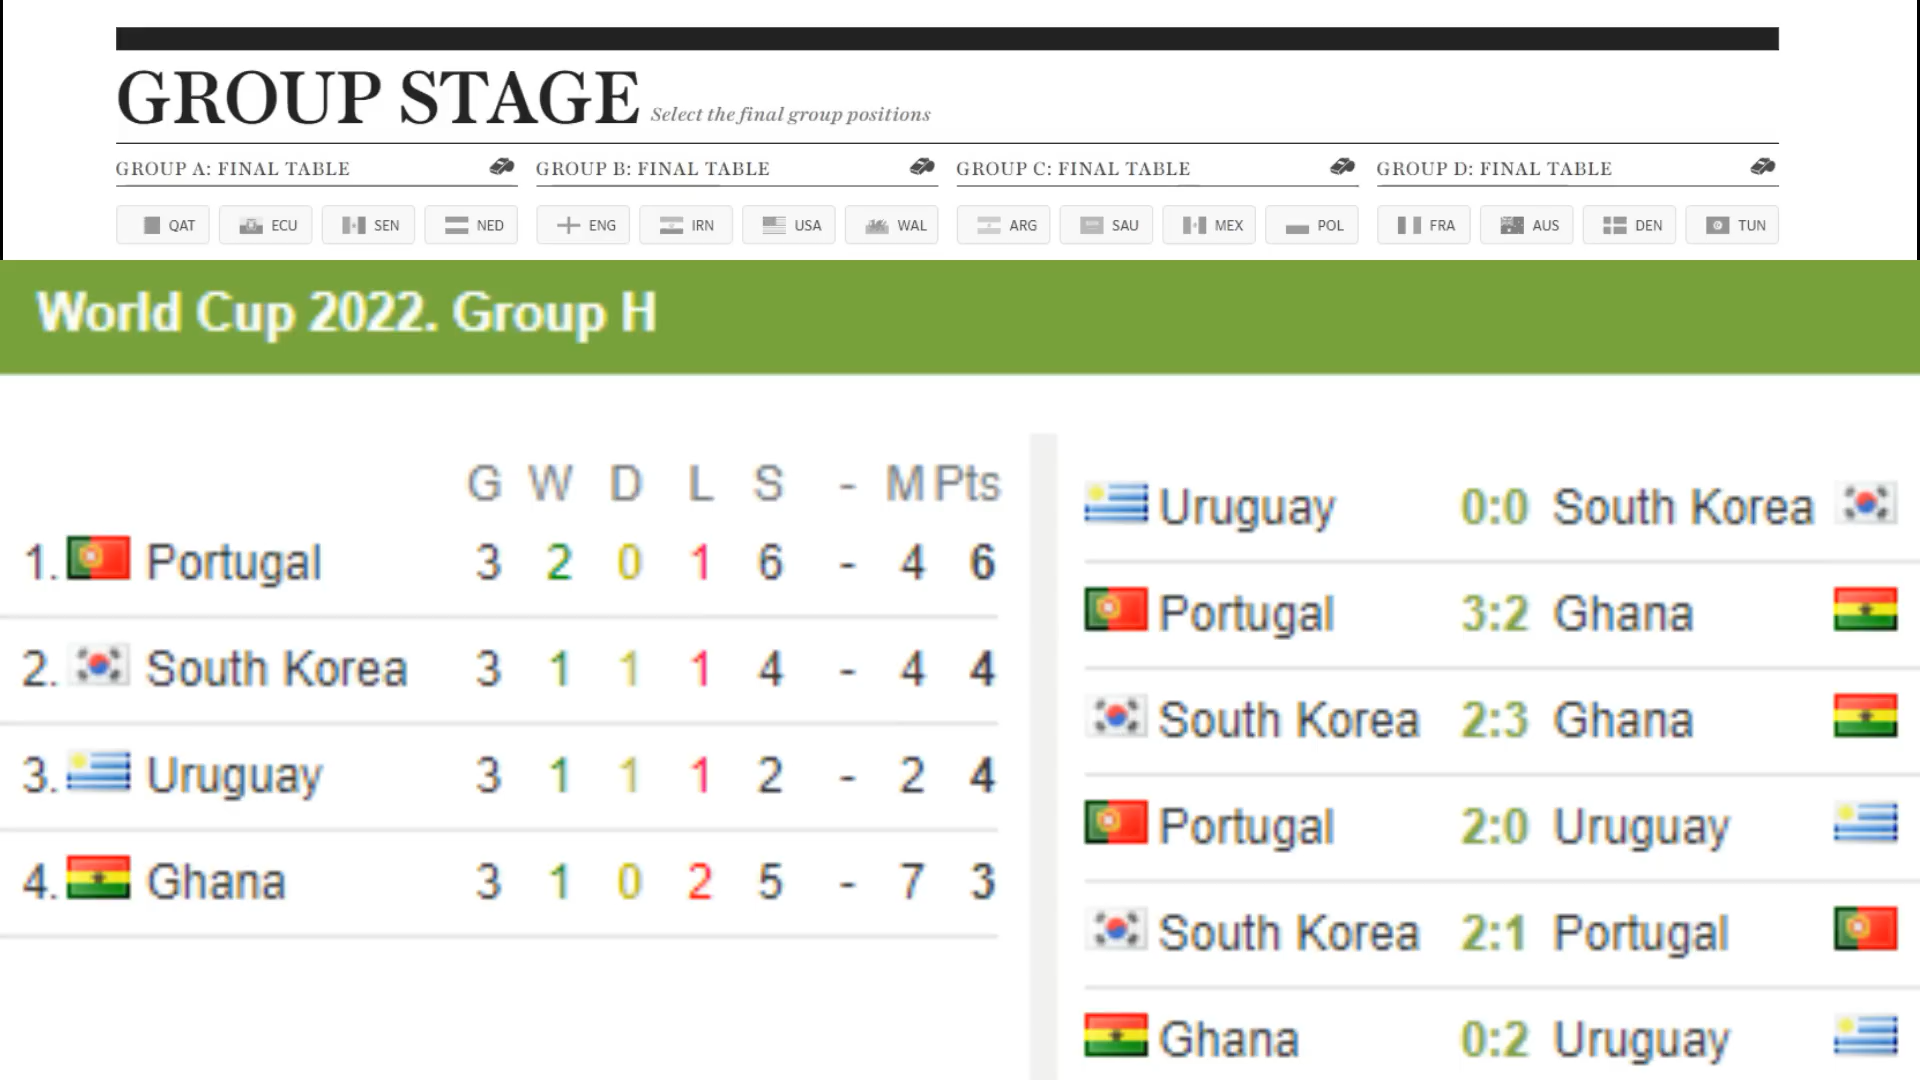 GROUP STAGE Select the final group positions
GROUP A: FINAL TABLE GROUP B: FINAL TABLE GROUP C: FINAL TABLE GROUP D: FINAL TABLE
QAT ECU SEN NED ENG IRN USA WAL ARG SAU MEX POL FRA AUS DEN TUN
World Cup 2022. Group H
G W D L S - M Pts
1. Portugal 3 2 0 1 6 - 4 6
2. South Korea 3 1 1 1 4 - 4 4
3. Uruguay 3 1 1 1 2 - 2 4
4. Ghana 3 1 0 2 5 - 7 3
Uruguay 0:0 South Korea
Portugal 3:2 Ghana
South Korea 2:3 Ghana
Portugal 2:0 Uruguay
South Korea 2:1 Portugal
Ghana 0:2 Uruguay